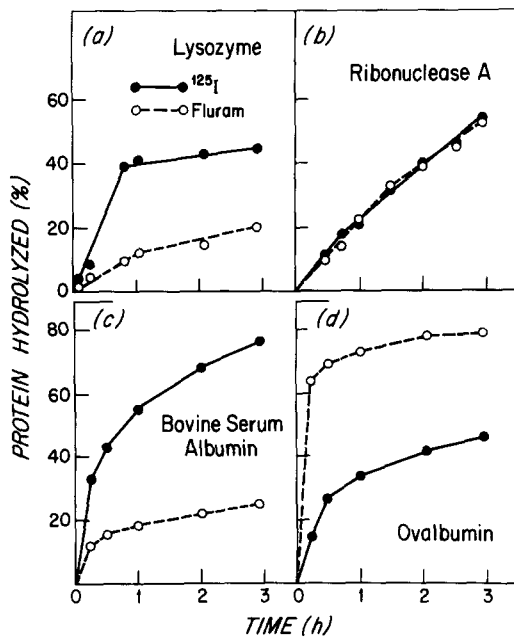 (a)
Lysozyme
125I
Fluram
(b)
Ribonuclease A
60
40
20
0
(c)
Bovine Serum
Albumin
(d)
Ovalbumin
80
60
40
20
0 1 2 3
0 1 2 3
PROTEIN HYDROLYZED (%)
TIME (h)